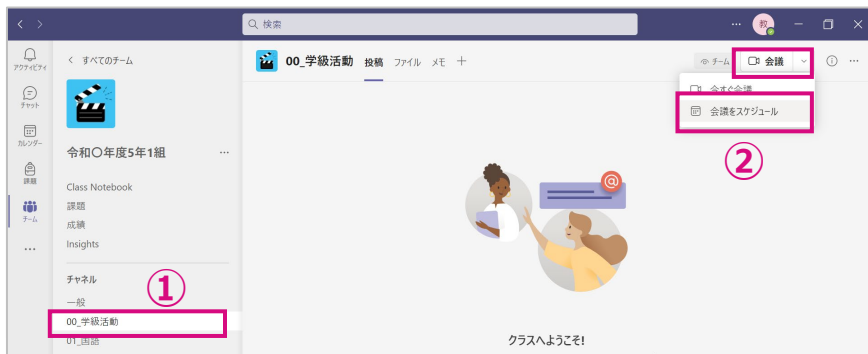 検索
教
アクティビティ
チャット
カレンダー
課題
チーム
すべてのチーム
令和〇年度5年1組
Class Notebook
課題
成績
Insights
チャネル
一般
00_学級活動
01_国語
①
00_学級活動 投稿 ファイル メモ
チーム
会議
今すぐ会議
会議をスケジュール
②
@
クラスへようこそ!